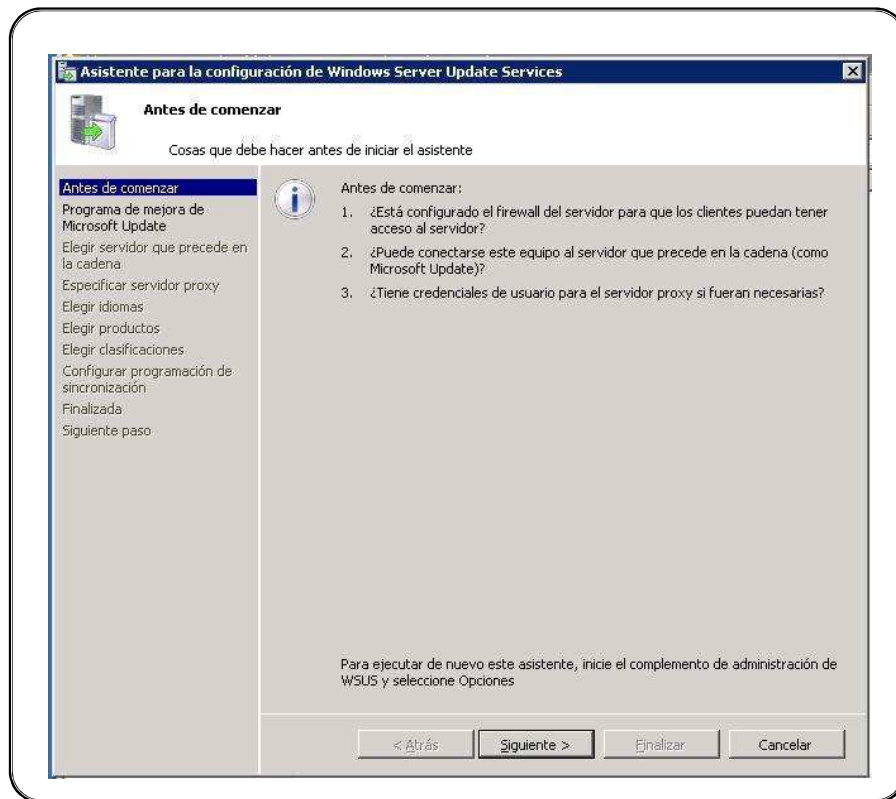 Asistente para la configuración de Windows Server Update Services
Antes de comenzar
Cosas que debe hacer antes de iniciar el asistente
Antes de comenzar
Programa de mejora de
Microsoft Update
Elegir servidor que precede en
la cadena
Especificar servidor proxy
Elegir idiomas
Elegir productos
Elegir clasificaciones
Configurar programación de
sincronización
Finalizada
Siguiente paso
Antes de comenzar:
1. ¿Está configurado el firewall del servidor para que los clientes puedan tener
acceso al servidor?
2. ¿Puede conectarse este equipo al servidor que precede en la cadena (como
Microsoft Update)?
3. ¿Tiene credenciales de usuario para el servidor proxy si fueran necesarias?
Para ejecutar de nuevo este asistente, inicie el complemento de administración de
WSUS y seleccione Opciones
< Atrás Siguiente > Finalizar Cancelar